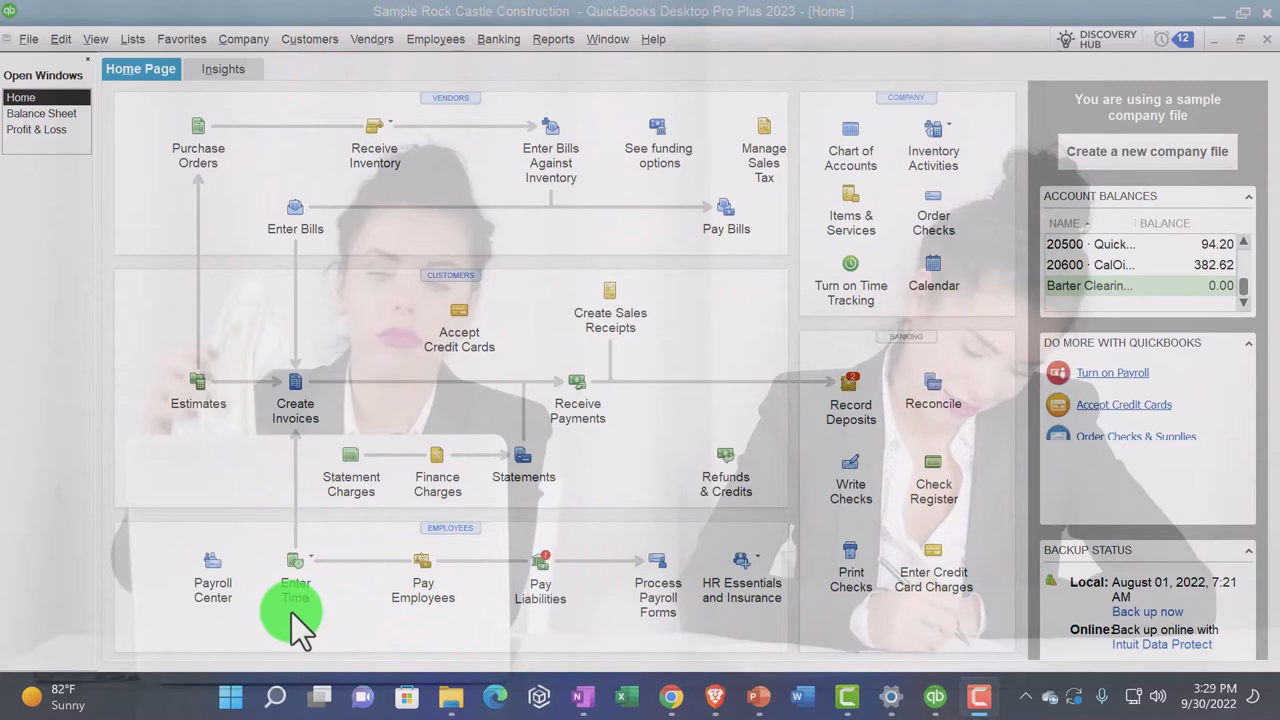 Sample Rock Castle Construction - QuickBooks Desktop Pro Plus 2023 - [Home ]
File Edit View Lists Favorites Company Customers Vendors Employees Banking Reports Window Help
DISCOVERY
HUB
12
Open Windows
Home
Balance Sheet
Profit & Loss
Home Page
Insights
VENDORS
Purchase
Orders
Receive
Inventory
Enter Bills
Against
Inventory
See funding
options
Manage
Sales
Tax
Enter Bills
Pay Bills
CUSTOMERS
Accept
Credit Cards
Create Sales
Receipts
Estimates
Create
Invoices
Receive
Payments
Statement
Charges
Finance
Charges
Statements
Refunds
& Credits
EMPLOYEES
Payroll
Center
Enter
Time
Pay
Employees
Pay
Liabilities
Process
Payroll
Forms
HR Essentials
and Insurance
COMPANY
Chart of
Accounts
Inventory
Activities
Items &
Services
Order
Checks
Turn on Time
Tracking
Calendar
BANKING
2
Record
Deposits
Reconcile
Write
Checks
Check
Register
Print
Checks
Enter Credit
Card Charges
You are using a sample
company file
Create a new company file
ACCOUNT BALANCES
NAME BALANCE
20500 · Quick... 94.20
20600 · CalOi... 382.62
Barter Clearin... 0.00
DO MORE WITH QUICKBOOKS
Turn on Payroll
Accept Credit Cards
Order Checks & Supplies
BACKUP STATUS
Local: August 01, 2022, 7:21
AM
Back up now
Online: Back up online with
Intuit Data Protect
82°F
Sunny
3:29 PM
9/30/2022